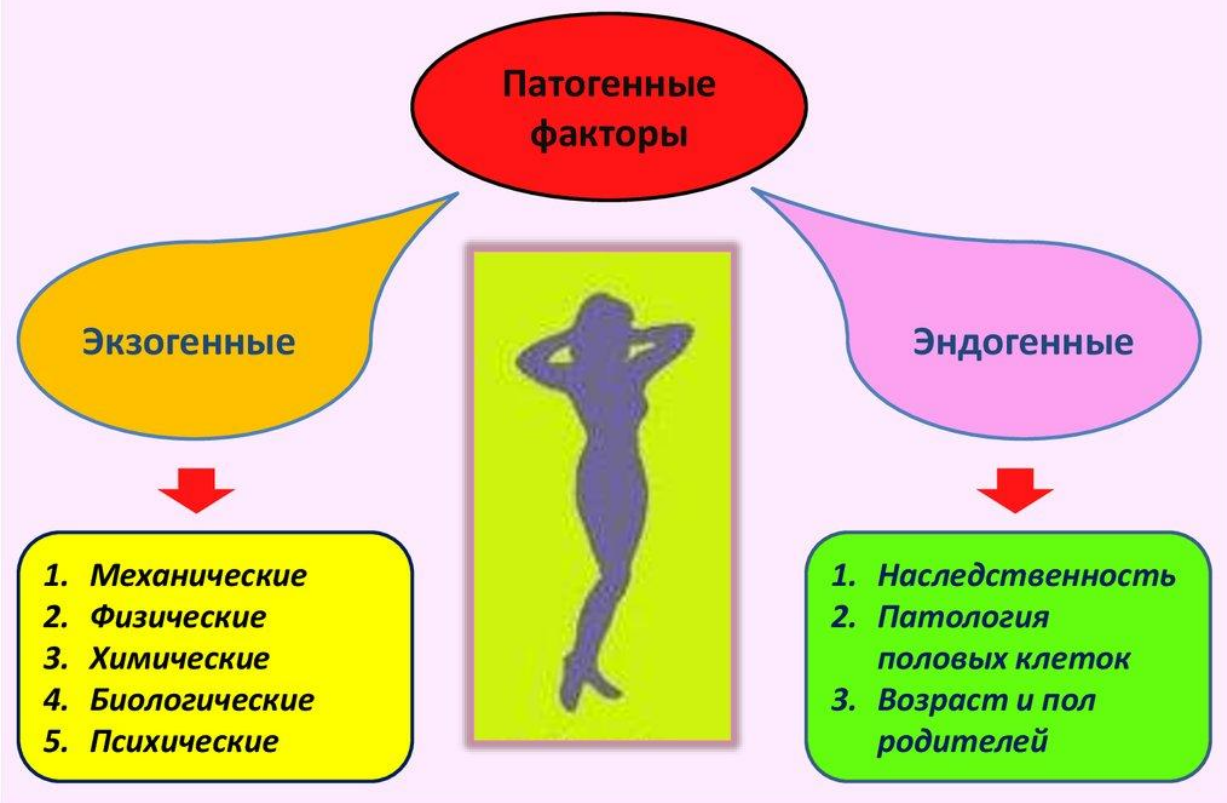 Патогенные
факторы
Экзогенные
Эндогенные
1. Механические
2. Физические
3. Химические
4. Биологические
5. Психические
1. Наследственность
2. Патология
половых клеток
3. Возраст и пол
родителей